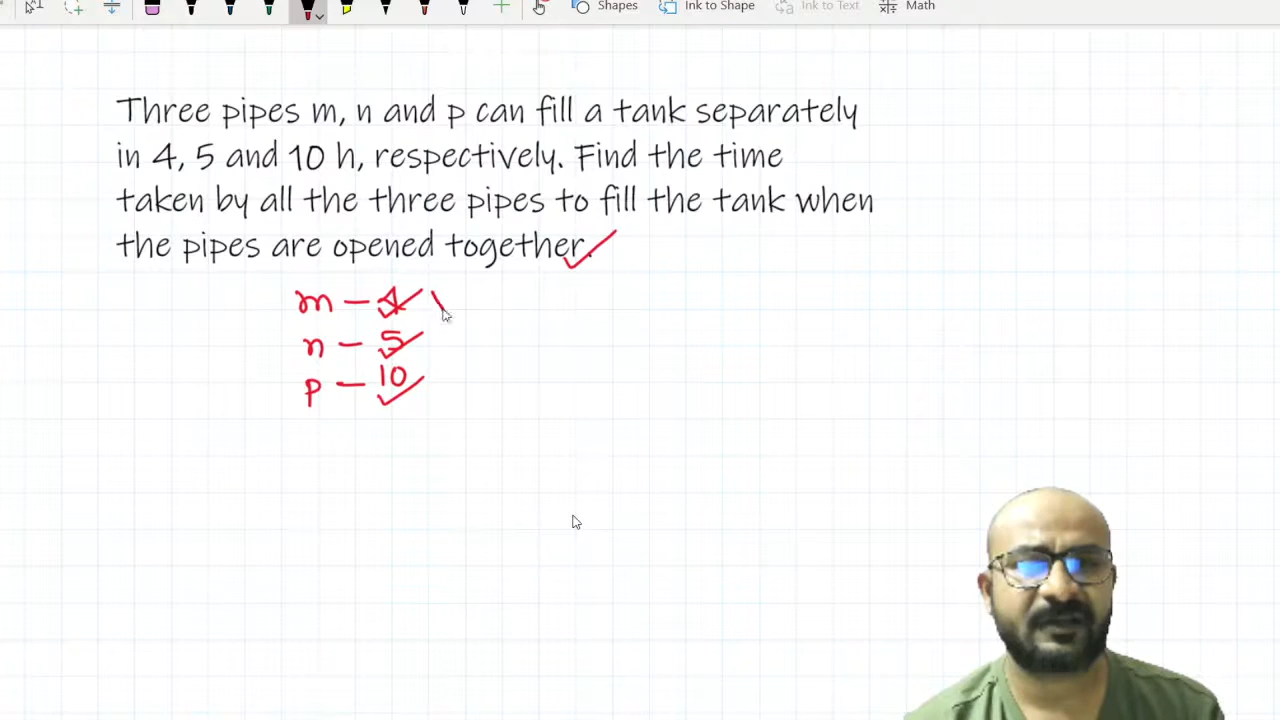 Shapes Ink to Shape Ink to Text Math
Three pipes m, n and p can fill a tank separately
in 4, 5 and 10 h, respectively. Find the time
taken by all the three pipes to fill the tank when
the pipes are opened together.
m — 4
n — 5
p — 10